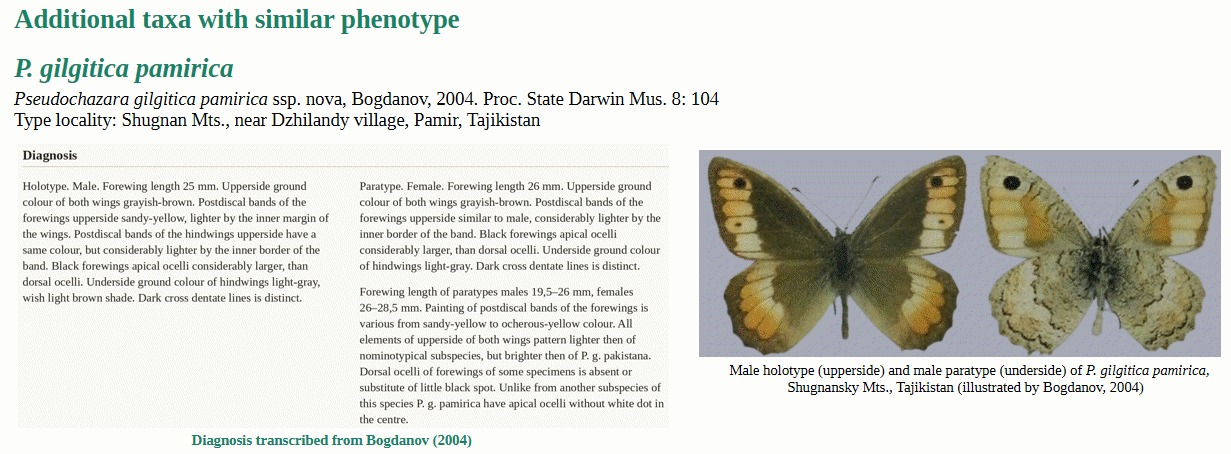 Additional taxa with similar phenotype
P. gilgitica pamirica
Pseudochazara gilgitica pamirica ssp. nova, Bogdanov, 2004. Proc. State Darwin Mus. 8: 104
Type locality: Shugnan Mts., near Dzhilandy village, Pamir, Tajikistan
Diagnosis
Holotype. Male. Forewing length 25 mm. Upperside ground
colour of both wings grayish-brown. Postdiscal bands of the
forewings upperside sandy-yellow, lighter by the inner margin of
the wings. Postdiscal bands of the hindwings upperside have a
same colour, but considerably lighter by the inner border of the
band. Black forewings apical ocelli considerably larger, than
dorsal ocelli. Underside ground colour of hindwings light-gray,
wish light brown shade. Dark cross dentate lines is distinct.
Paratype. Female. Forewing length 26 mm. Upperside ground
colour of both wings grayish-brown. Postdiscal bands of the
forewings upperside similar to male, considerably lighter by the
inner border of the band. Black forewings apical ocelli
considerably larger, than dorsal ocelli. Underside ground colour
of hindwings light-gray. Dark cross dentate lines is distinct.
Forewing length of paratypes males 19,5–26 mm, females
26–28,5 mm. Painting of postdiscal bands of the forewings is
various from sandy-yellow to ocherous-yellow colour. All
elements of upperside of both wings pattern lighter then of
nominotypical subspecies, but brighter then of P. g. pakistana.
Dorsal ocelli of forewings of some specimens is absent or
substitute of little black spot. Unlike from another subspecies of
this species P. g. pamirica have apical ocelli without white dot in
the centre.
Diagnosis transcribed from Bogdanov (2004)
Male holotype (upperside) and male paratype (underside) of P. gilgitica pamirica,
Shugnansky Mts., Tajikistan (illustrated by Bogdanov, 2004)